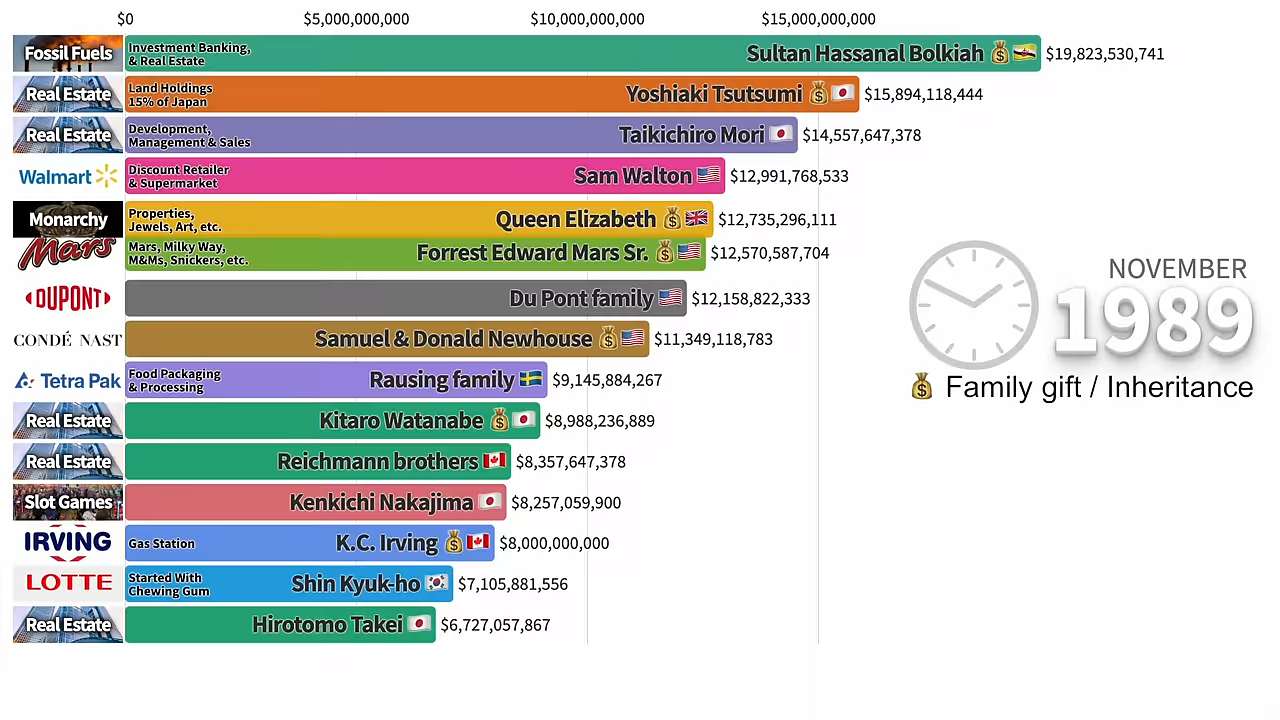 $0 $5,000,000,000 $10,000,000,000 $15,000,000,000
Fossil Fuels
Investment Banking,
& Real Estate
Sultan Hassanal Bolkiah
$19,823,530,741
Real Estate
Land Holdings
15% of Japan
Yoshiaki Tsutsumi
$15,894,118,444
Real Estate
Development,
Management & Sales
Taikichiro Mori
$14,557,647,378
Walmart
Discount Retailer
& Supermarket
Sam Walton
$12,991,768,533
Monarchy
Properties,
Jewels, Art, etc.
Queen Elizabeth
$12,735,296,111
Mars
Mars, Milky Way,
M&Ms, Snickers, etc.
Forrest Edward Mars Sr.
$12,570,587,704
DUPONT
Du Pont family
$12,158,822,333
CONDÉ NAST
Samuel & Donald Newhouse
$11,349,118,783
Tetra Pak
Food Packaging
& Processing
Rausing family
$9,145,884,267
Real Estate
Kitaro Watanabe
$8,988,236,889
Real Estate
Reichmann brothers
$8,357,647,378
Slot Games
Kenkichi Nakajima
$8,257,059,900
IRVING
Gas Station
K.C. Irving
$8,000,000,000
LOTTE
Started With
Chewing Gum
Shin Kyuk-ho
$7,105,881,556
Real Estate
Hirotomo Takei
$6,727,057,867
NOVEMBER
1989
Family gift / Inheritance